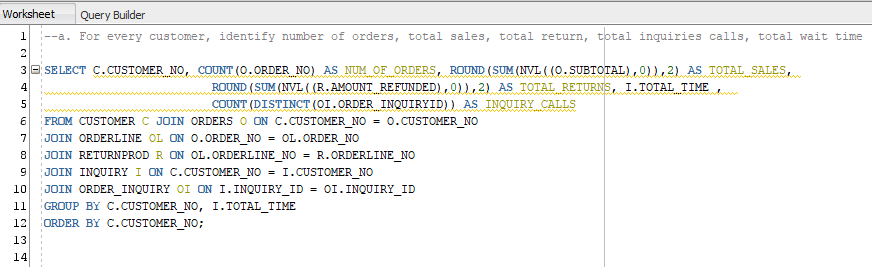 Worksheet Query Builder
1 --a. For every customer, identify number of orders, total sales, total return, total inquiries calls, total wait time
2
3 SELECT C.CUSTOMER_NO, COUNT(O.ORDER_NO) AS NUM_OF_ORDERS, ROUND(SUM(NVL((O.SUBTOTAL),0)),2) AS TOTAL_SALES,
4 ROUND(SUM(NVL((R.AMOUNT_REFUNDED),0)),2) AS TOTAL_RETURNS, I.TOTAL_TIME ,
5 COUNT(DISTINCT(OI.ORDER_INQUIRYID)) AS INQUIRY_CALLS
6 FROM CUSTOMER C JOIN ORDERS O ON C.CUSTOMER_NO = O.CUSTOMER_NO
7 JOIN ORDERLINE OL ON O.ORDER_NO = OL.ORDER_NO
8 JOIN RETURNPROD R ON OL.ORDERLINE_NO = R.ORDERLINE_NO
9 JOIN INQUIRY I ON C.CUSTOMER_NO = I.CUSTOMER_NO
10 JOIN ORDER_INQUIRY OI ON I.INQUIRY_ID = OI.INQUIRY_ID
11 GROUP BY C.CUSTOMER_NO, I.TOTAL_TIME
12 ORDER BY C.CUSTOMER_NO;
13
14